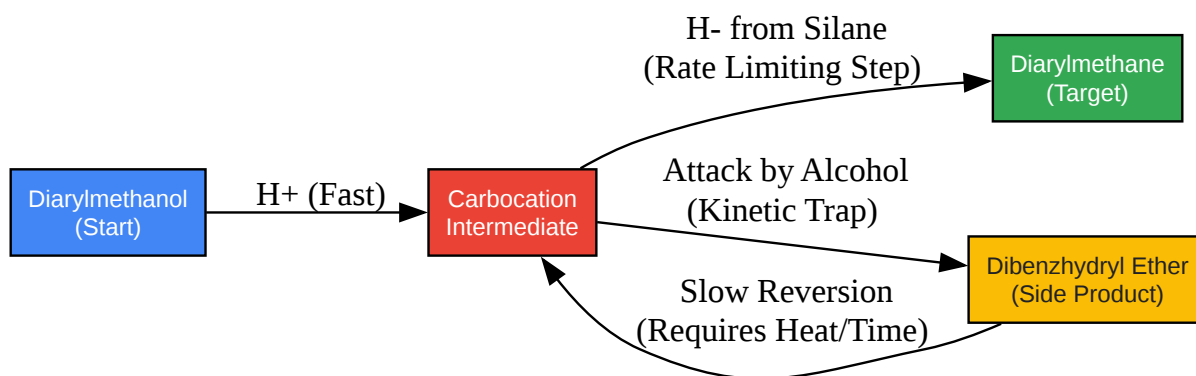 H- from Silane
(Rate Limiting Step)
Diarylmethane
(Target)
Diarylmethanol
(Start)
H+ (Fast)
Carbocation
Intermediate
Attack by Alcohol
(Kinetic Trap)
Dibenzhydryl Ether
(Side Product)
Slow Reversion
(Requires Heat/Time)